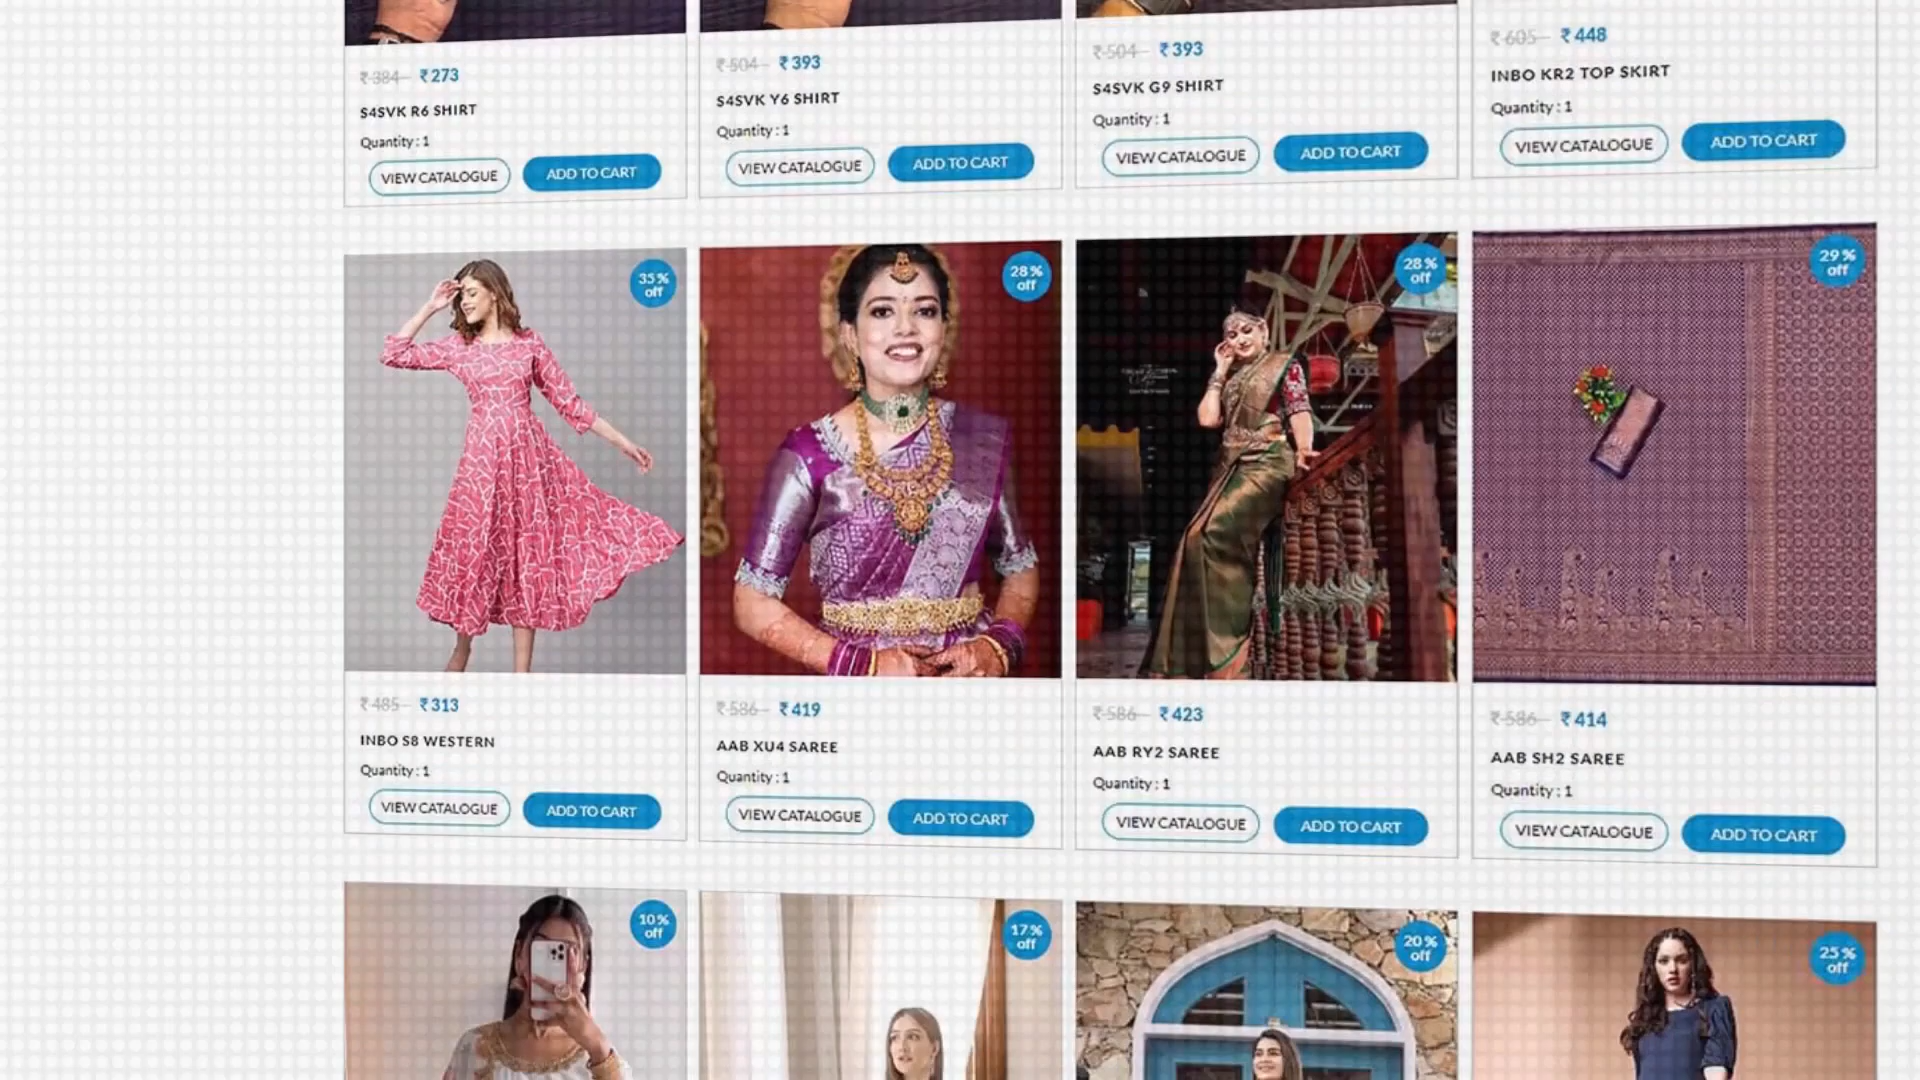 ₹ 384 ₹ 273
S4SVK R6 SHIRT
Quantity : 1
VIEW CATALOGUE ADD TO CART
₹ 504 ₹ 393
S4SVK Y6 SHIRT
Quantity : 1
VIEW CATALOGUE ADD TO CART
₹ 504 ₹ 393
S4SVK G9 SHIRT
Quantity : 1
VIEW CATALOGUE ADD TO CART
₹ 605 ₹ 448
INBO KR2 TOP SKIRT
Quantity : 1
VIEW CATALOGUE ADD TO CART
35%
off
₹ 485 ₹ 313
INBO S8 WESTERN
Quantity : 1
VIEW CATALOGUE ADD TO CART
28%
off
₹ 586 ₹ 419
AAB XU4 SAREE
Quantity : 1
VIEW CATALOGUE ADD TO CART
28%
off
₹ 586 ₹ 423
AAB RY2 SAREE
Quantity : 1
VIEW CATALOGUE ADD TO CART
29%
off
₹ 586 ₹ 414
AAB SH2 SAREE
Quantity : 1
VIEW CATALOGUE ADD TO CART
10%
off
17%
off
20%
off
25%
off